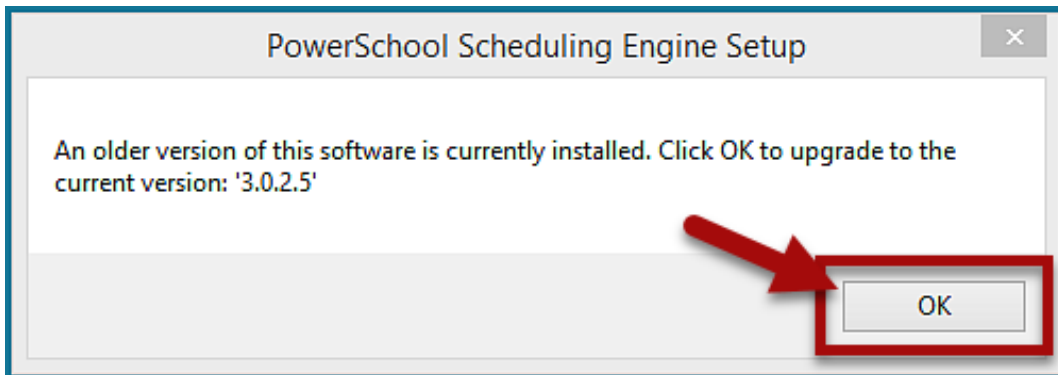 PowerSchool Scheduling Engine Setup
An older version of this software is currently installed. Click OK to upgrade to the
current version: '3.0.2.5'
OK